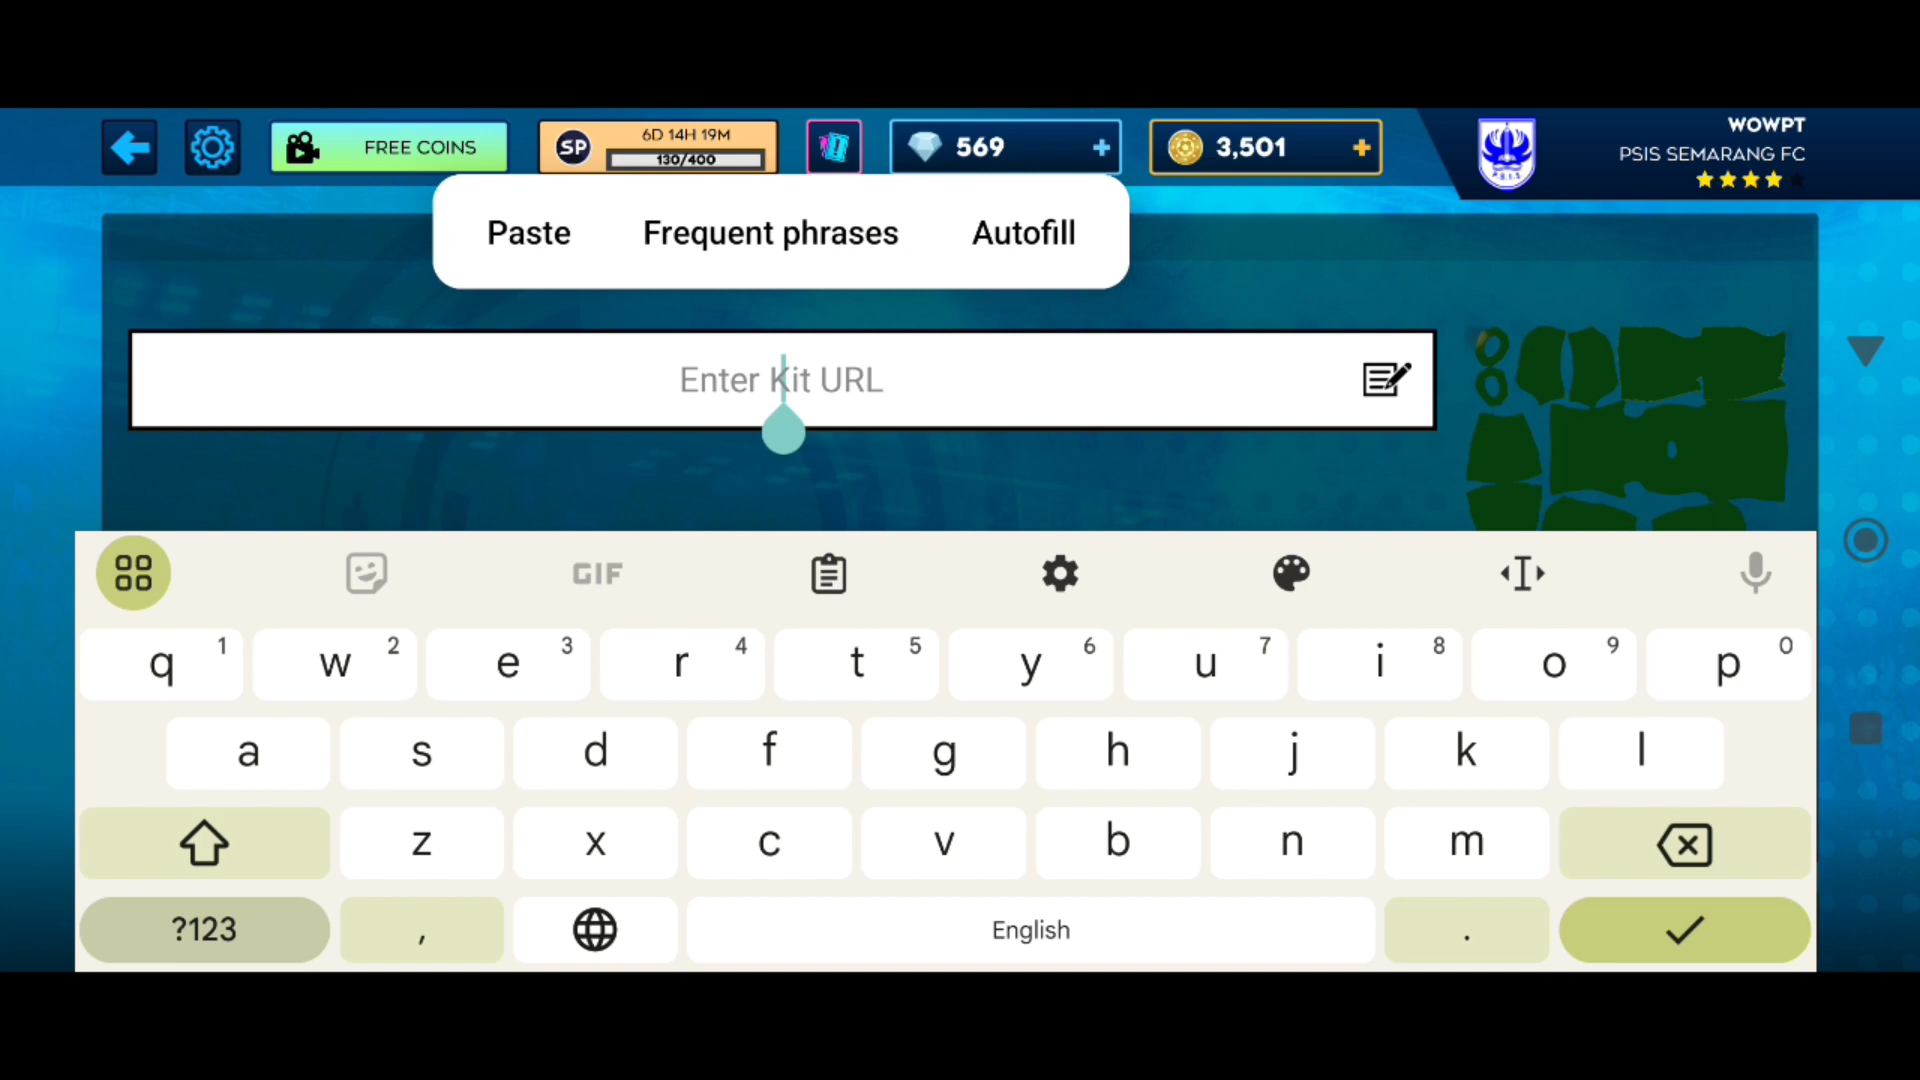 FREE COINS
SP
6D 14H 19M
130/400
569 +
3,501 +
P.S.I.S
WOWPT
PSIS SEMARANG FC
Paste Frequent phrases Autofill
Enter Kit URL
GIF
q 1 w 2 e 3 r 4 t 5 y 6 u 7 i 8 o 9 p 0
a s d f g h j k l
z x c v b n m
?123 , English .